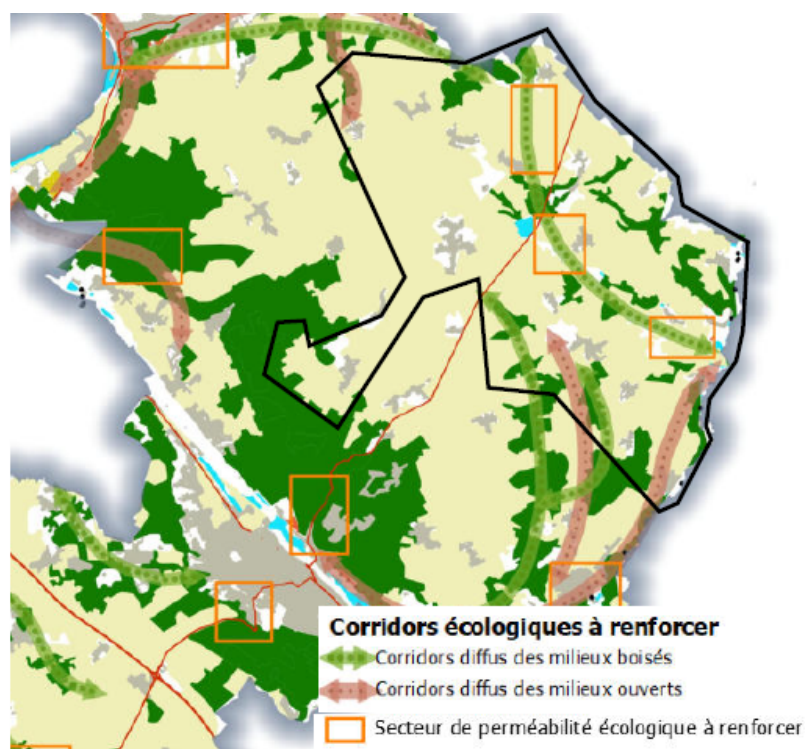 Corridors écologiques à renforcer
Corridors diffus des milieux boisés
Corridors diffus des milieux ouverts
Secteur de perméabilité écologique à renforcer